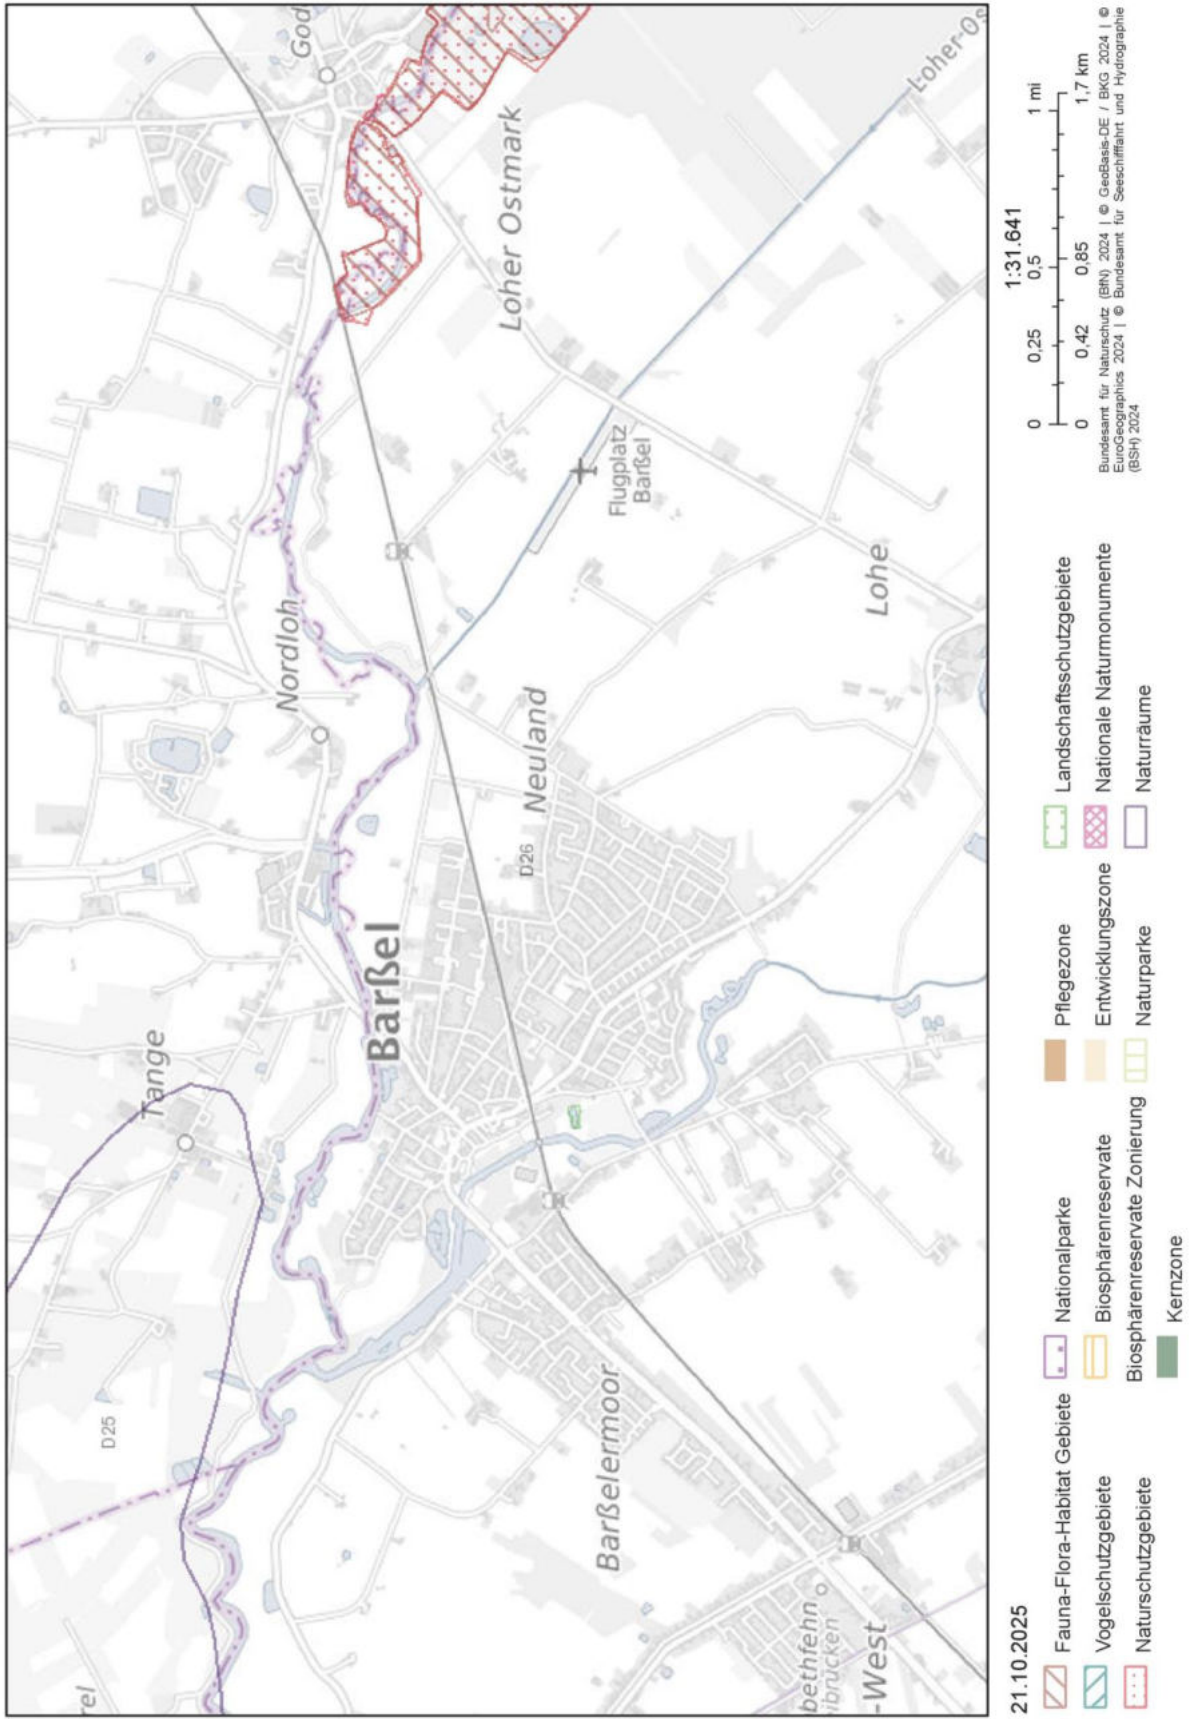 God
Loher Ostmark
Loher-Os
Nordloh
Flugplatz
Barßel
Lohe
Neuland
D26
Barßel
Tange
D25
Barßelermoor
rel
bethfehn
ibrücken
-West
21.10.2025
1:31.641
0 0,25 0,5 1 mi
0 0,42 0,85 1,7 km
Bundesamt für Naturschutz (BfN) 2024 | © GeoBasis-DE / BKG 2024 | ©
EuroGeographics 2024 | © Bundesamt für Seeschifffahrt und Hydrographie
(BSH) 2024
Fauna-Flora-Habitat Gebiete
Vogelschutzgebiete
Naturschutzgebiete
Nationalparke
Biosphärenreservate
Biosphärenreservate Zonierung
Kernzone
Pflegezone
Entwicklungszone
Naturparke
Landschaftsschutzgebiete
Nationale Naturmonumente
Naturräume